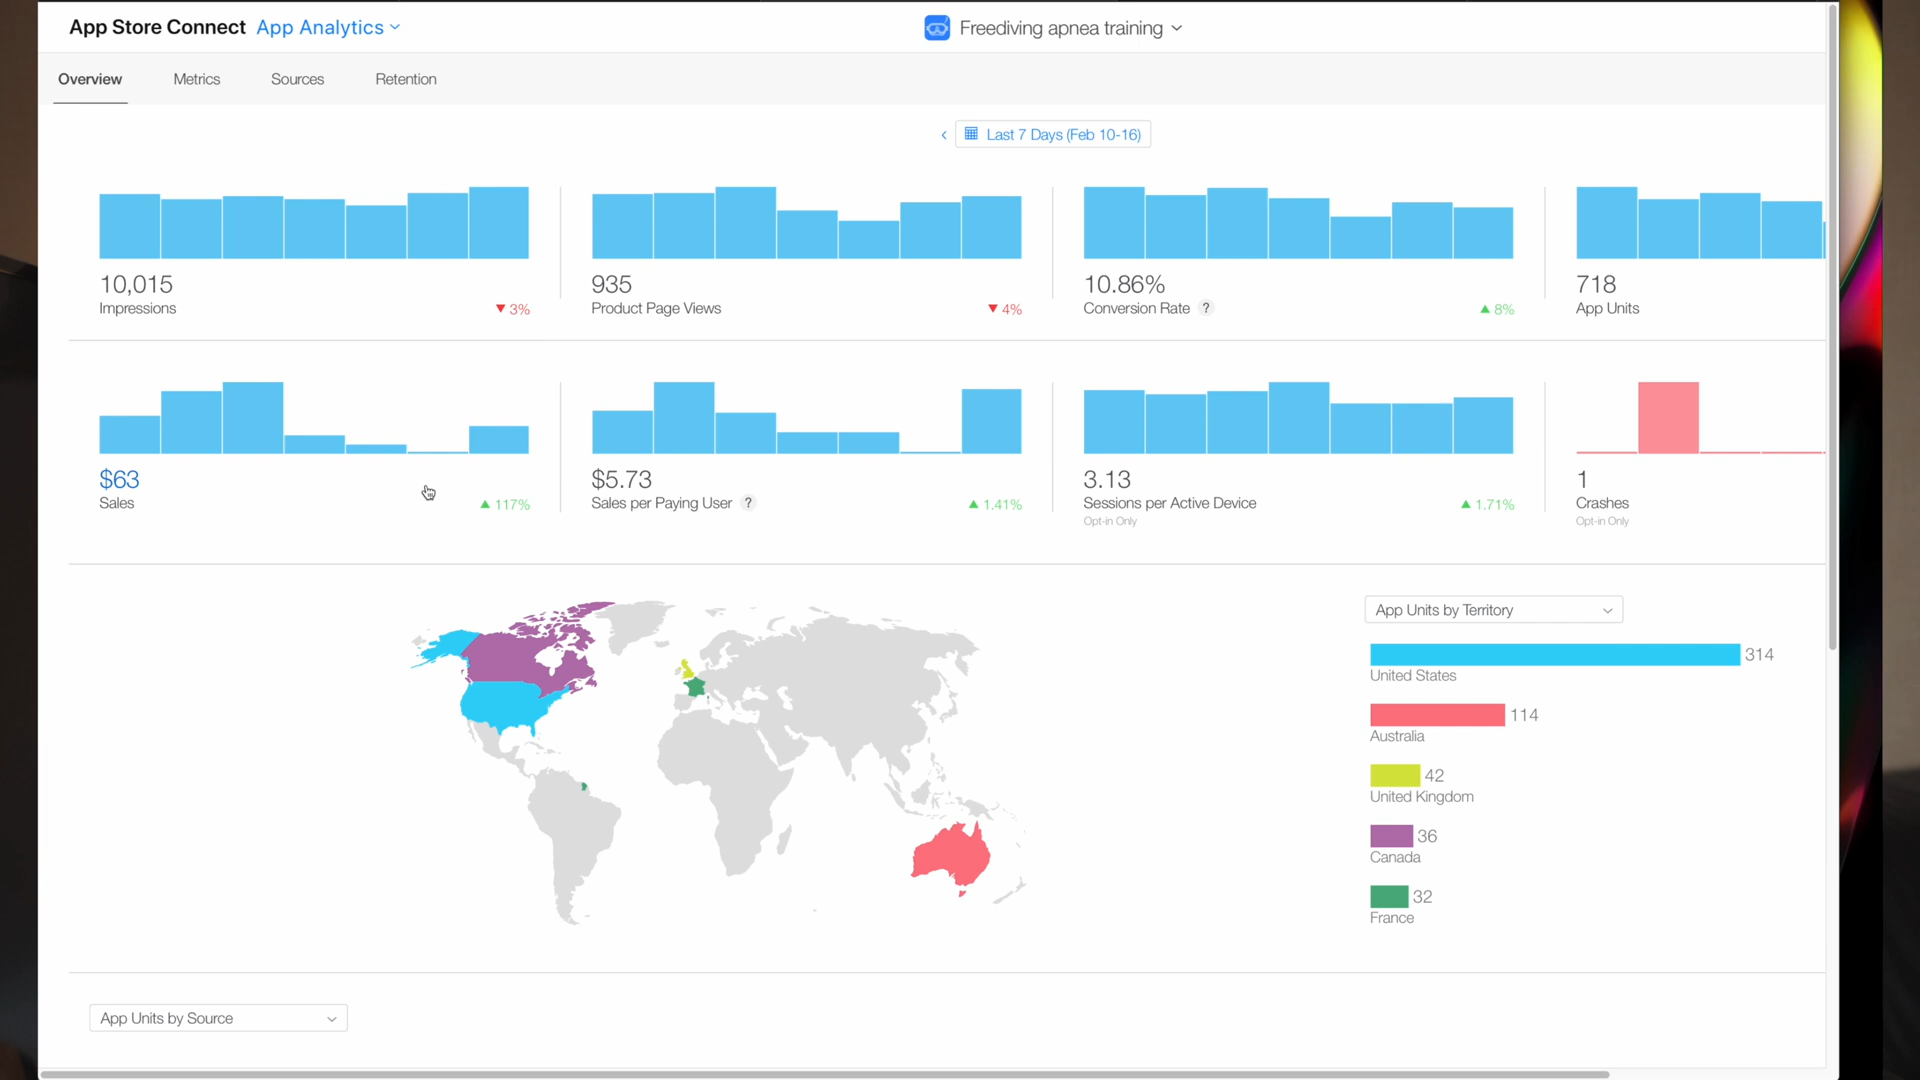 App Store Connect App Analytics
Freediving apnea training
Overview Metrics Sources Retention
Last 7 Days (Feb 10-16)
10,015
Impressions
3%
935
Product Page Views
4%
10.86%
Conversion Rate ?
8%
718
App Units
$63
Sales
117%
$5.73
Sales per Paying User ?
1.41%
3.13
Sessions per Active Device
Opt-in Only
1.71%
1
Crashes
Opt-in Only
App Units by Territory
314
United States
114
Australia
42
United Kingdom
36
Canada
32
France
App Units by Source